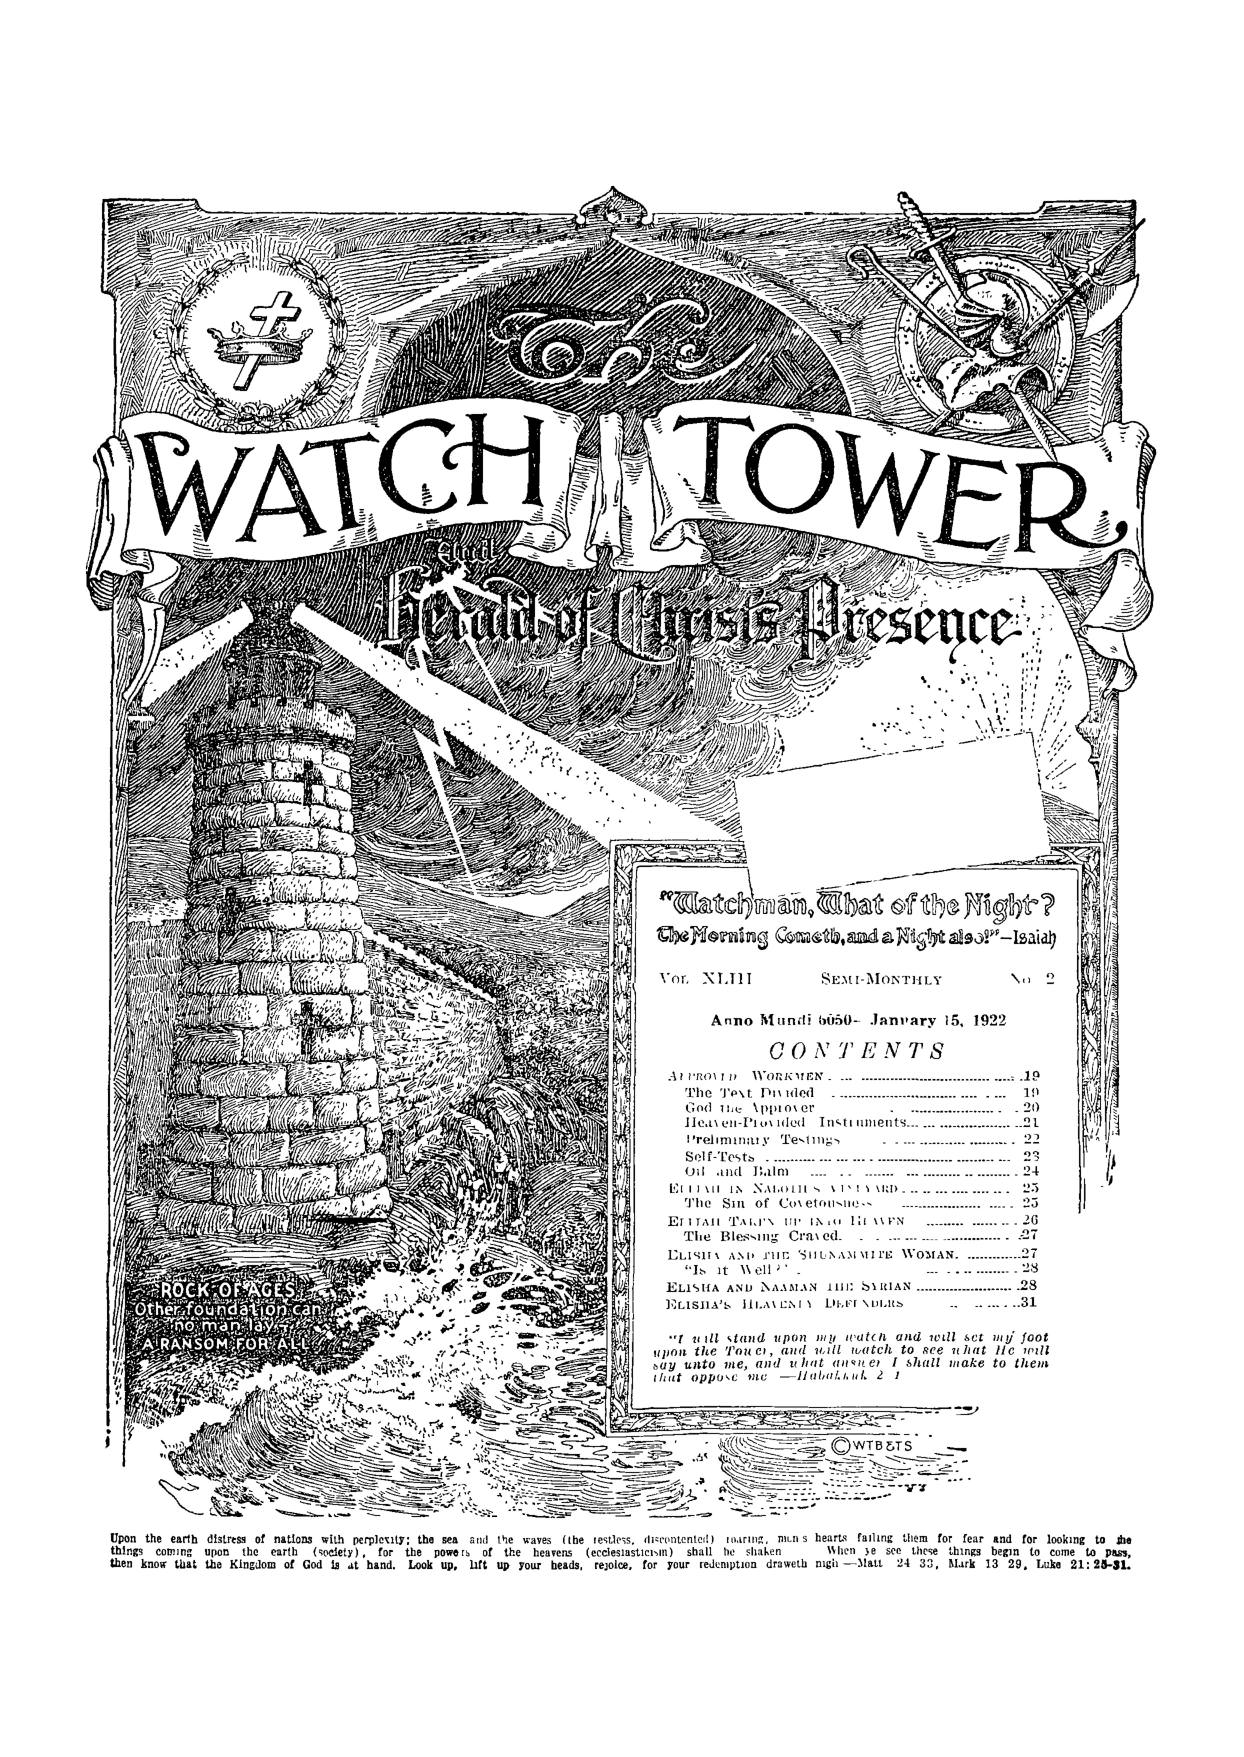 The
WATCH TOWER
And
Herald of Christs Presence
"Watchman, What of the Night?
The Morning Cometh, and a Night also!"–Isaiah
VOL. XLIII SEMI-MONTHLY No 2
Anno Mundi 6050– January 15, 1922
CONTENTS
APPROVED WORKMEN 19
The Text Divided 19
God the Approver 20
Heaven-Provided Instruments 21
Preliminary Testings 22
Self-Tests 23
Oil and Balm 24
ELIJAH IN NABOTH'S VINEYARD 25
The Sin of Covetousness 25
ELIJAH TAKEN UP INTO HEAVEN 26
The Blessing Craved. 27
ELISHA AND THE SHUNAMMITE WOMAN. 27
"Is it Well?" 28
ELISHA AND NAAMAN THE SYRIAN 28
ELISHA'S HEAVENLY DEFENDERS 31
"I will stand upon my watch and will set my foot
upon the Tower, and will watch to see what He will
say unto me, and what answer I shall make to them
that oppose me —Habakkuk 2 1
ROCK OF AGES
Other foundation can
no man lay
A RANSOM FOR ALL
©WTB&TS
Upon the earth distress of nations with perplexity; the sea and the waves (the restless, discontented) roaring, men s hearts failing them for fear and for looking to the
things coming upon the earth (society), for the powers of the heavens (ecclesiasticism) shall be shaken When ye see these things begin to come to pass,
then know that the Kingdom of God is at hand. Look up, lift up your heads, rejoice, for your redemption draweth nigh —Matt 24 33, Mark 13 29, Luke 21:25-31.